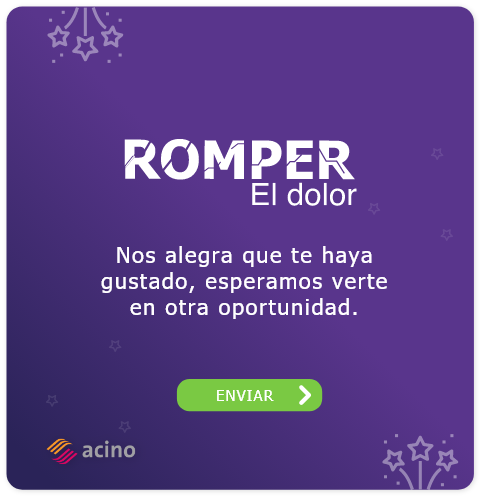 ROMPER
El dolor
Nos alegra que te haya
gustado, esperamos verte
en otra oportunidad.
ENVIAR
acino